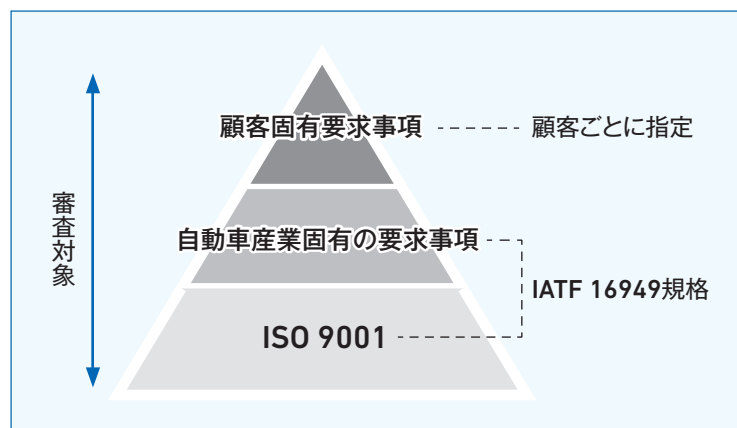 顧客固有要求事項
顧客ごとに指定
審査対象
自動車産業固有の要求事項
IATF 16949規格
ISO 9001